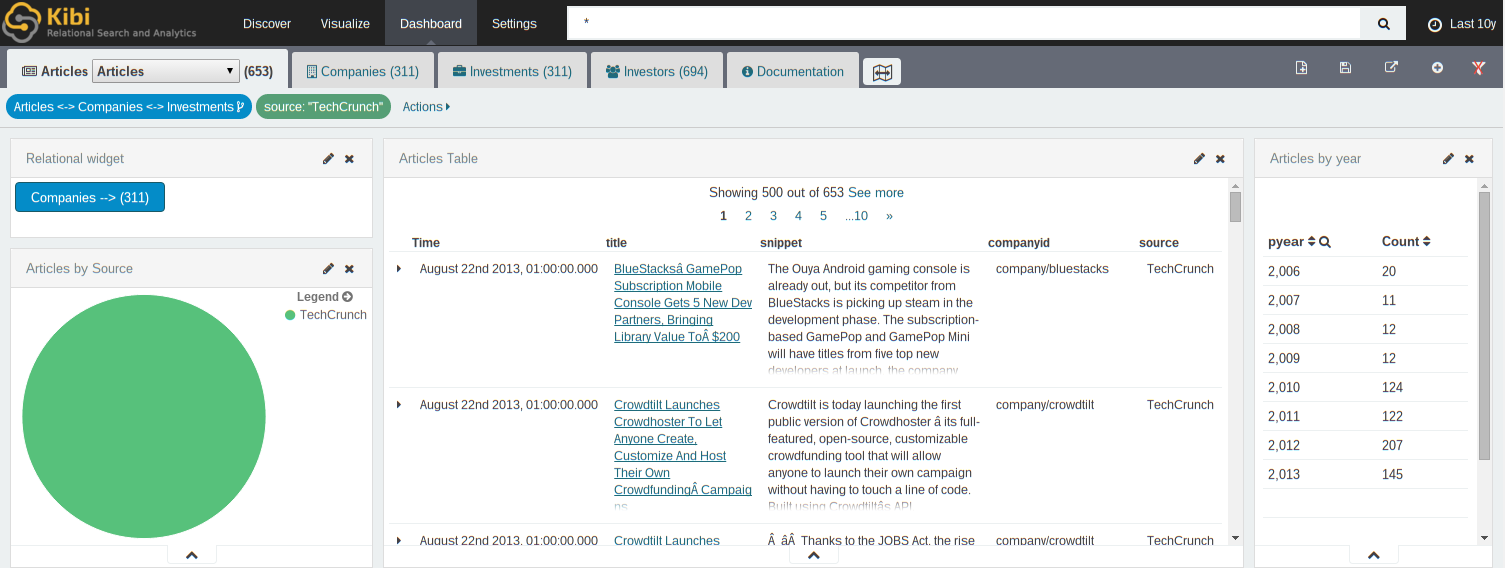 Kibi
Relational Search and Analytics
Discover
Visualize
Dashboard
Settings
*
Last 10y
Articles
Articles
(653)
Companies (311)
Investments (311)
Investors (694)
Documentation
Articles <-> Companies <-> Investments
source: "TechCrunch"
Actions
Relational widget
Companies --> (311)
Articles by Source
Legend
TechCrunch
Articles Table
Showing 500 out of 653 See more
1 2 3 4 5 ...10 »
Time title snippet companyid source
August 22nd 2013, 01:00:00.000
BlueStacksâ GamePop
Subscription Mobile
Console Gets 5 New Dev
Partners, Bringing
Library Value ToÂ $200
The Ouya Android gaming console is
already out, but its competitor from
BlueStacks is picking up steam in the
development phase. The subscription-
based GamePop and GamePop Mini
will have titles from five top new
developers at launch, the company
company/bluestacks
TechCrunch
August 22nd 2013, 01:00:00.000
Crowdtilt Launches
Crowdhoster To Let
Anyone Create,
Customize And Host
Their Own
CrowdfundingÂ Campaig
ns
Crowdtilt is today launching the first
public version of Crowdhoster â its full-
featured, open-source, customizable
crowdfunding tool that will allow
anyone to launch their own campaign
without having to touch a line of code.
Built using Crowdtiltâs API
company/crowdtilt
TechCrunch
August 22nd 2013, 01:00:00.000
Crowdtilt Launches
Â âÂ Thanks to the JOBS Act, the rise
company/crowdtilt
TechCrunch
Articles by year
pyear Count
2,006 20
2,007 11
2,008 12
2,009 12
2,010 124
2,011 122
2,012 207
2,013 145